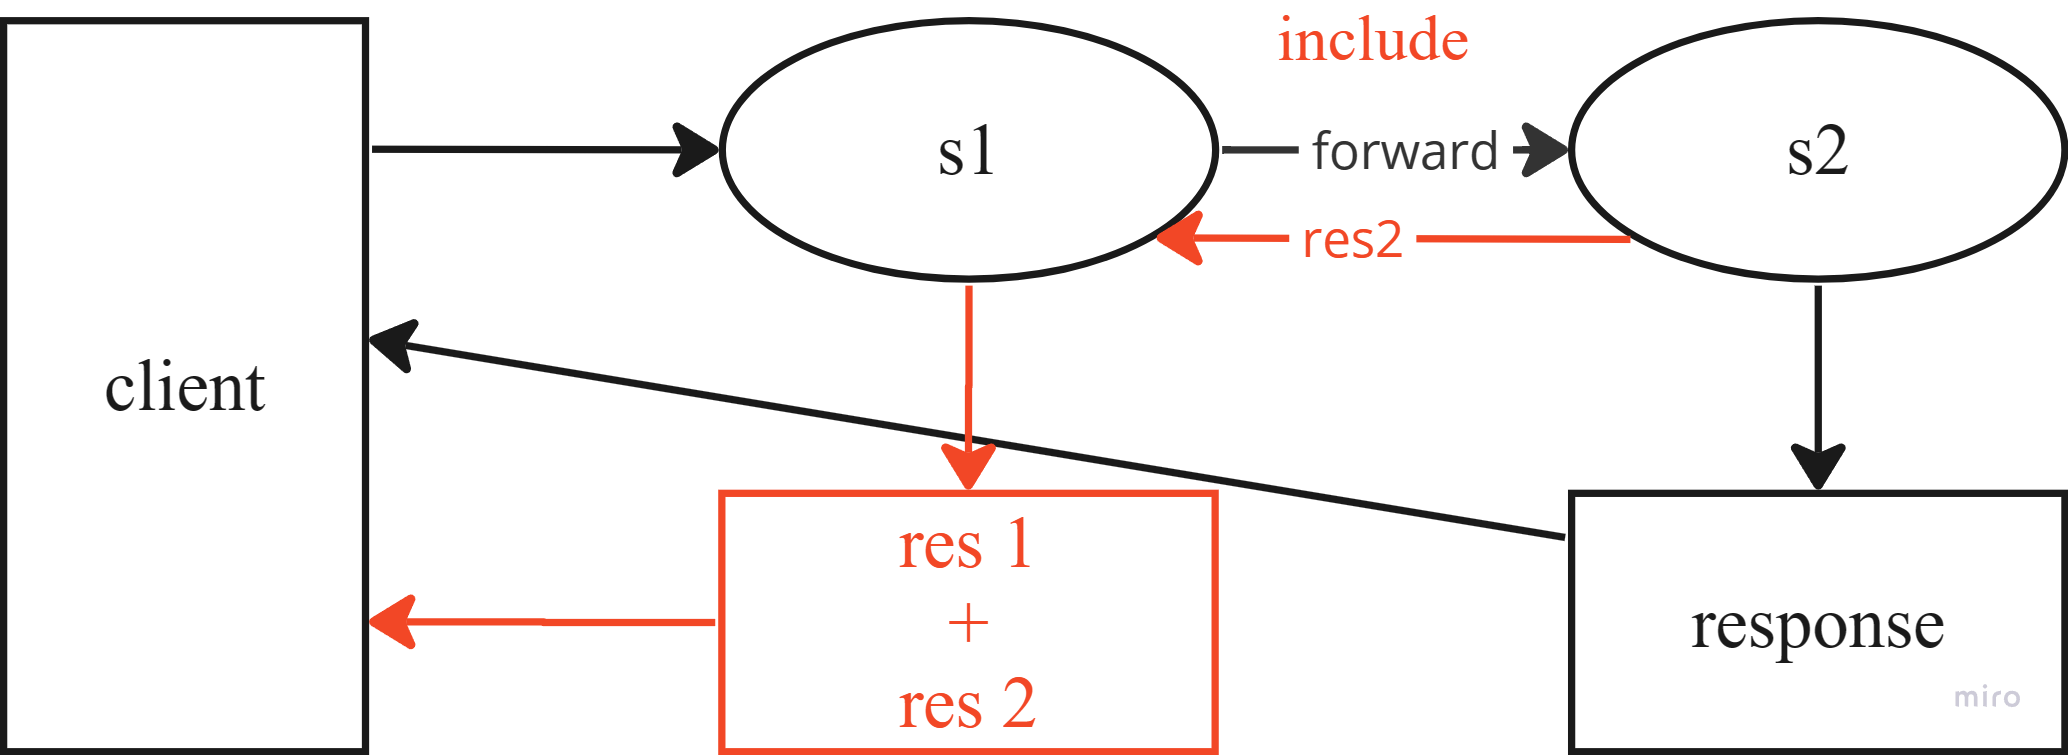 include
s1
forward
s2
res2
client
res 1
+
res 2
response
miro